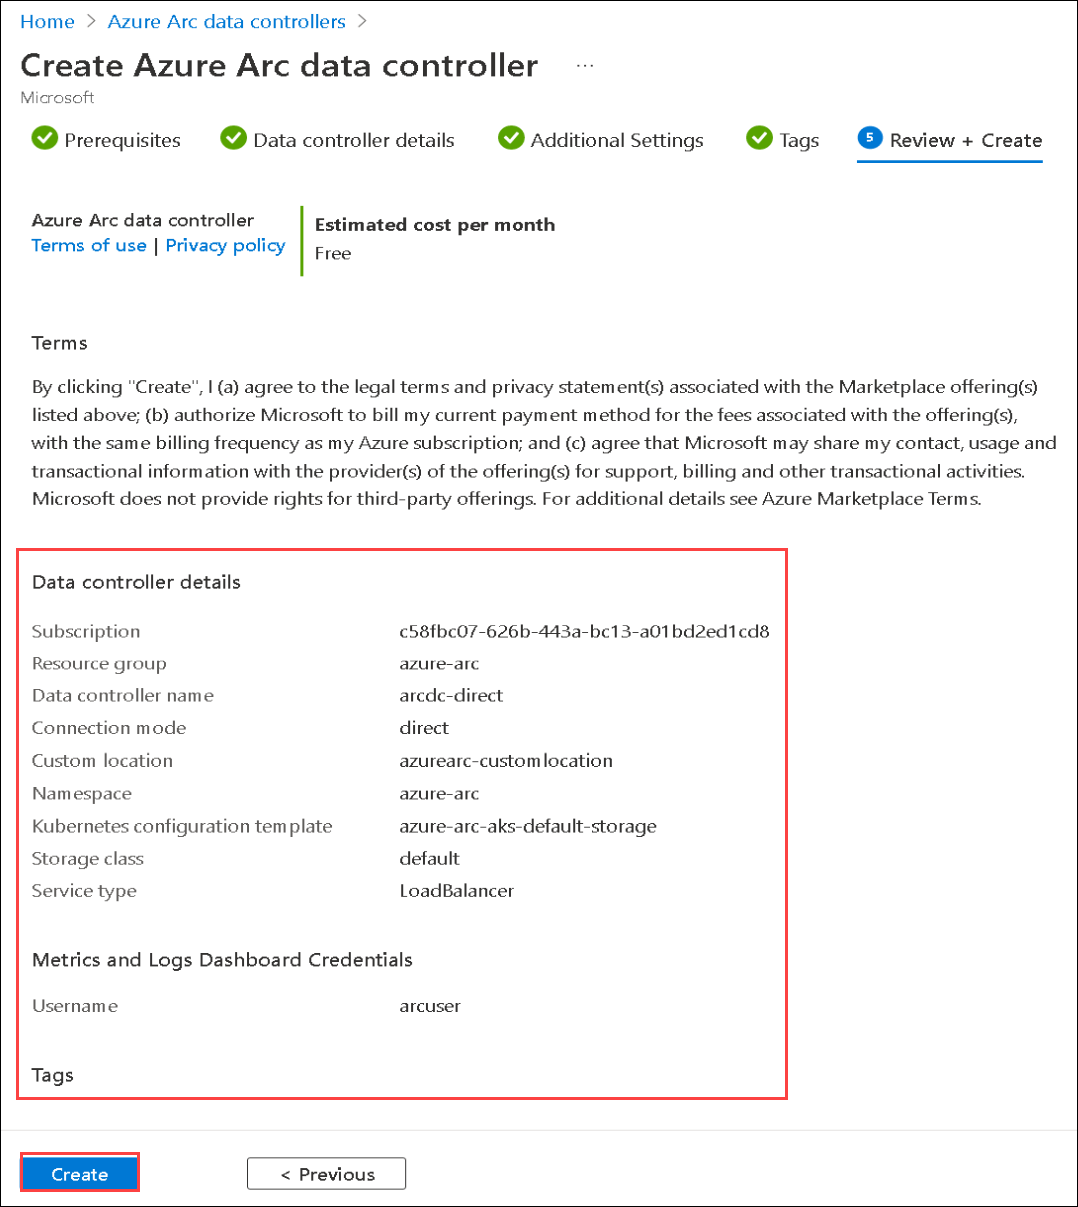 Home > Azure Arc data controllers >
Create Azure Arc data controller ...
Microsoft
Prerequisites Data controller details Additional Settings Tags 5 Review + Create
Azure Arc data controller
Terms of use | Privacy policy
Estimated cost per month
Free
Terms
By clicking "Create", I (a) agree to the legal terms and privacy statement(s) associated with the Marketplace offering(s)
listed above; (b) authorize Microsoft to bill my current payment method for the fees associated with the offering(s),
with the same billing frequency as my Azure subscription; and (c) agree that Microsoft may share my contact, usage and
transactional information with the provider(s) of the offering(s) for support, billing and other transactional activities.
Microsoft does not provide rights for third-party offerings. For additional details see Azure Marketplace Terms.
Data controller details
Subscription c58fbc07-626b-443a-bc13-a01bd2ed1cd8
Resource group azure-arc
Data controller name arcdc-direct
Connection mode direct
Custom location azurearc-customlocation
Namespace azure-arc
Kubernetes configuration template azure-arc-aks-default-storage
Storage class default
Service type LoadBalancer
Metrics and Logs Dashboard Credentials
Username arcuser
Tags
Create < Previous